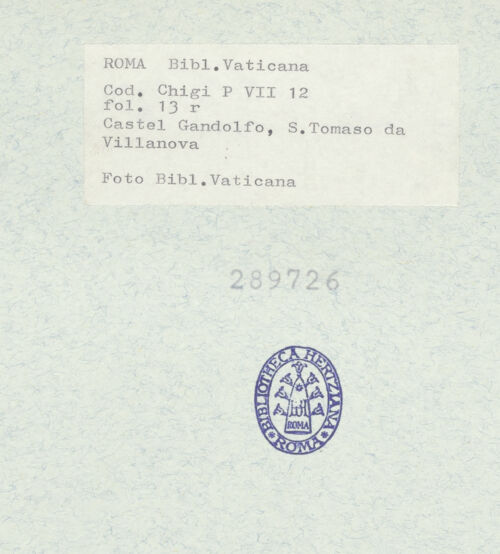 ROMA Bibl.Vaticana
Cod. Chigi P VII 12
fol. 13 r
Castel Gandolfo, S.Tomaso da
Villanova
Foto Bibl.Vaticana
289726
BIBLIOTHECA HERTZIANA
ROMA
* ROMA *